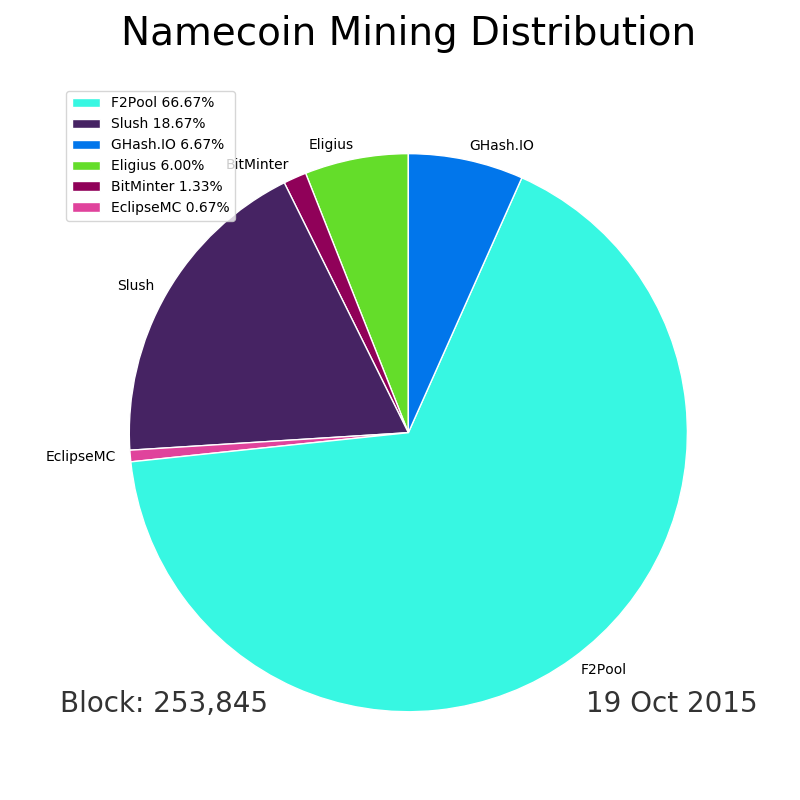 Namecoin Mining Distribution
F2Pool 66.67%
Slush 18.67%
GHash.IO 6.67%
Eligius 6.00%
BitMinter 1.33%
EclipseMC 0.67%
Eligius
GHash.IO
BitMinter
Slush
EclipseMC
F2Pool
Block: 253,845
19 Oct 2015